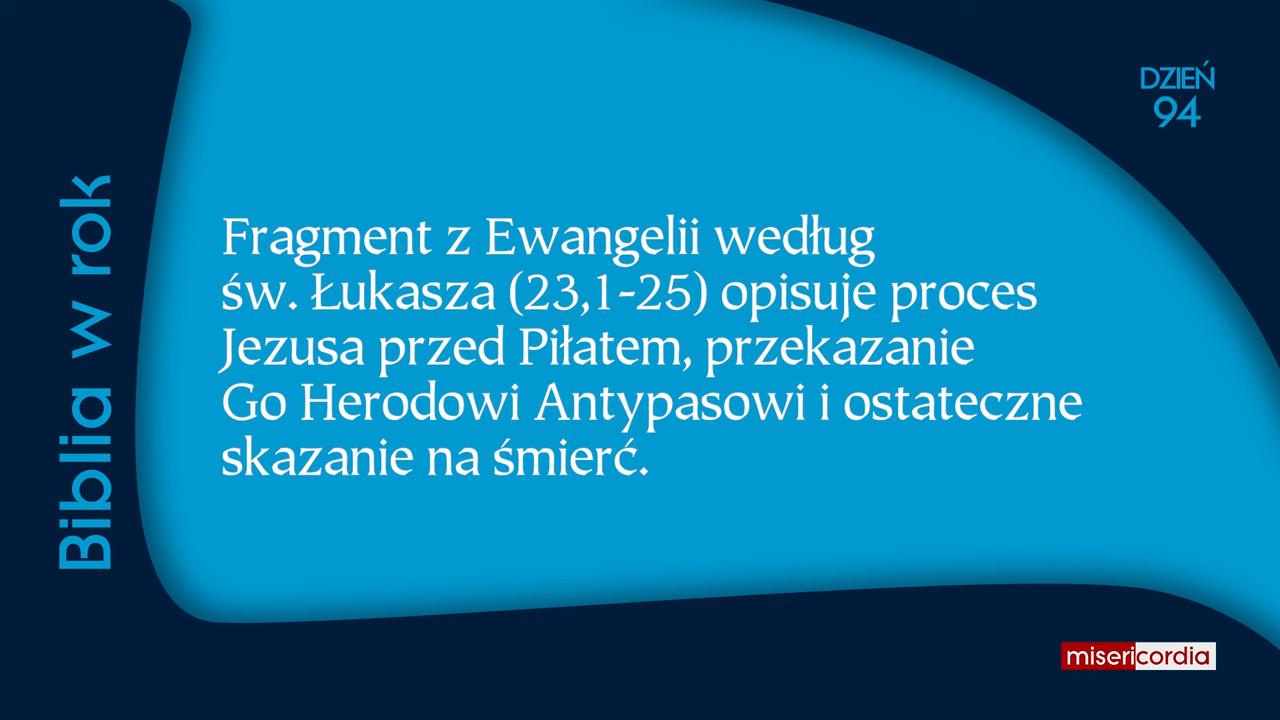 DZIEŃ
94
Biblia w rok
Fragment z Ewangelii według
św. Łukasza (23,1-25) opisuje proces
Jezusa przed Piłatem, przekazanie
Go Herodowi Antypasowi i ostateczne
skazanie na śmierć.
misericordia